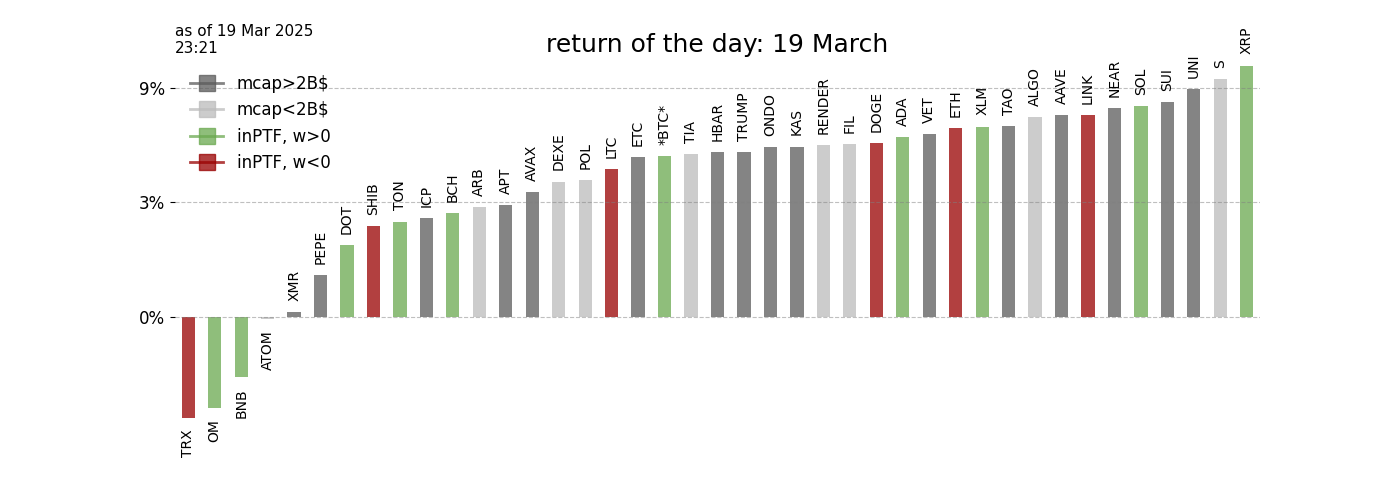 as of 19 Mar 2025
23:21
return of the day: 19 March
mcap>2B$
mcap<2B$
inPTF, w>0
inPTF, w<0
9%
3%
0%
TRX
OM
BNB
ATOM
XMR
PEPE
DOT
SHIB
TON
ICP
BCH
ARB
APT
AVAX
DEXE
POL
LTC
ETC
*BTC*
TIA
HBAR
TRUMP
ONDO
KAS
RENDER
FIL
DOGE
ADA
VET
ETH
XLM
TAO
ALGO
AAVE
LINK
NEAR
SOL
SUI
UNI
S
XRP